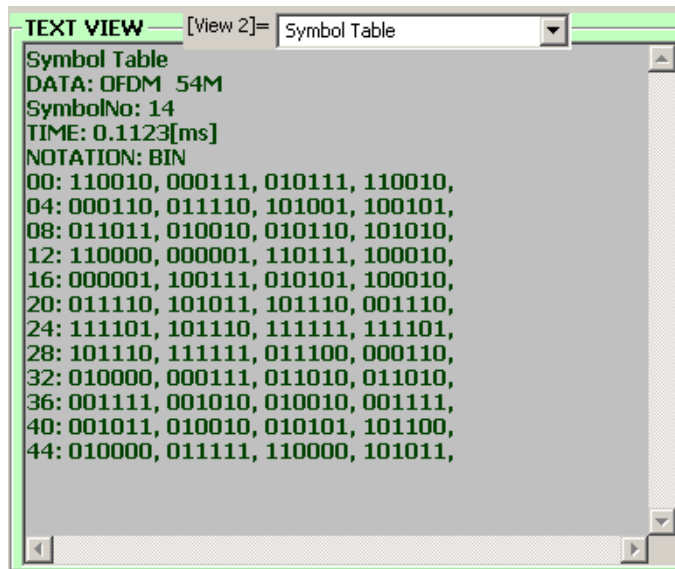 TEXT VIEW [View 2]= Symbol Table
Symbol Table
DATA: OFDM 54M
SymbolNo: 14
TIME: 0.1123[ms]
NOTATION: BIN
00: 110010, 000111, 010111, 110010,
04: 000110, 011110, 101001, 100101,
08: 011011, 010010, 010110, 101010,
12: 110000, 000001, 110111, 100010,
16: 000001, 100111, 010101, 100010,
20: 011110, 101011, 101110, 001110,
24: 111101, 101110, 111111, 111101,
28: 101110, 111111, 011100, 000110,
32: 010000, 000111, 011010, 011010,
36: 001111, 001010, 010010, 001111,
40: 001011, 010010, 010101, 101100,
44: 010000, 011111, 110000, 101011,